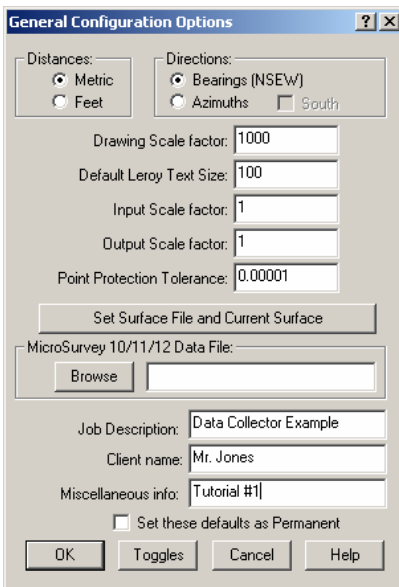 General Configuration Options
Distances:
Metric
Feet
Directions:
Bearings (NSEW)
Azimuths South
Drawing Scale factor: 1000
Default Leroy Text Size: 100
Input Scale factor: 1
Output Scale factor: 1
Point Protection Tolerance: 0.00001
Set Surface File and Current Surface
MicroSurvey 10/11/12 Data File:
Browse
Job Description: Data Collector Example
Client name: Mr. Jones
Miscellaneous info: Tutorial #1
Set these defaults as Permanent
OK Toggles Cancel Help